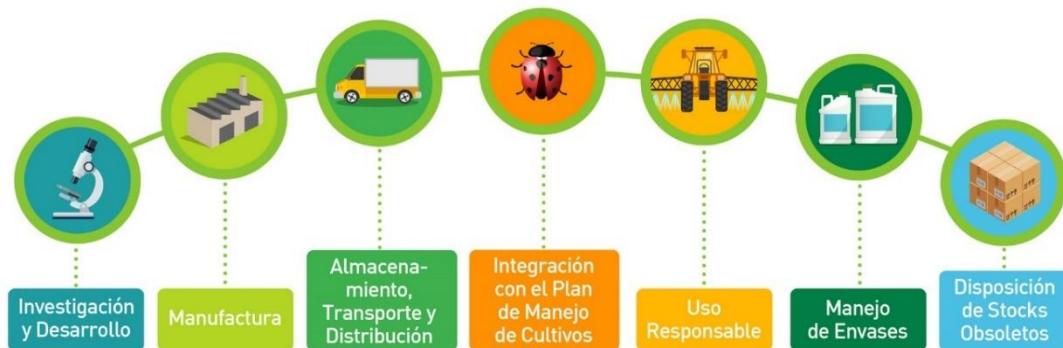 Investigación
y Desarrollo
Manufactura
Almacena-
miento,
Transporte y
Distribución
Integración
con el Plan
de Manejo
de Cultivos
Uso
Responsable
Manejo
de Envases
Disposición
de Stocks
Obsoletos